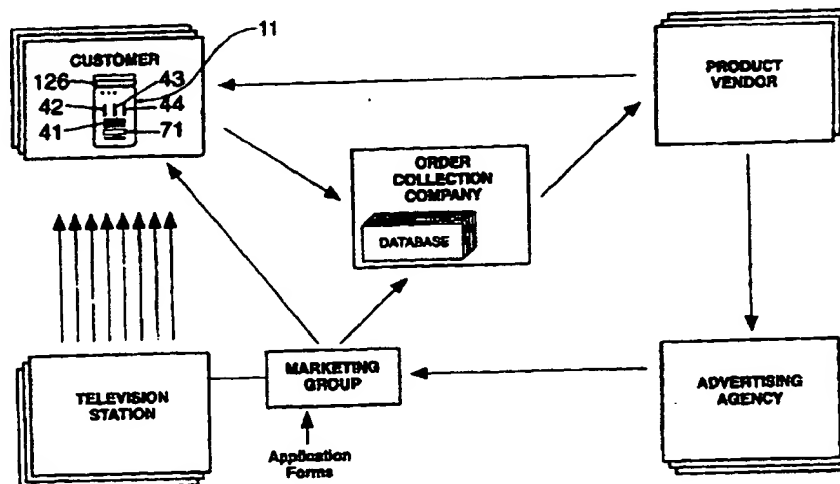 11
CUSTOMER
126
43
42
44
41
71
PRODUCT
VENDOR
ORDER
COLLECTION
COMPANY
DATABASE
TELEVISION
STATION
MARKETING
GROUP
ADVERTISING
AGENCY
Application
Forms